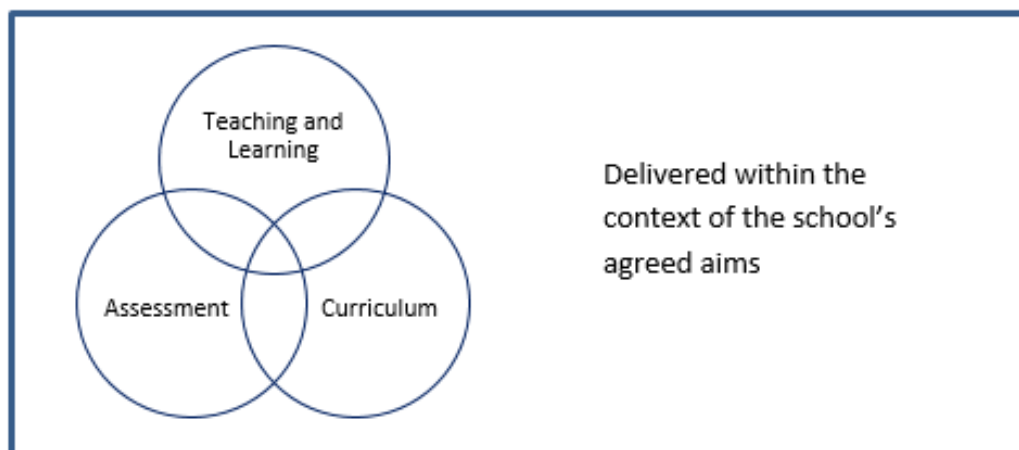 Teaching and
Learning
Assessment
Curriculum
Delivered within the
context of the school’s
agreed aims